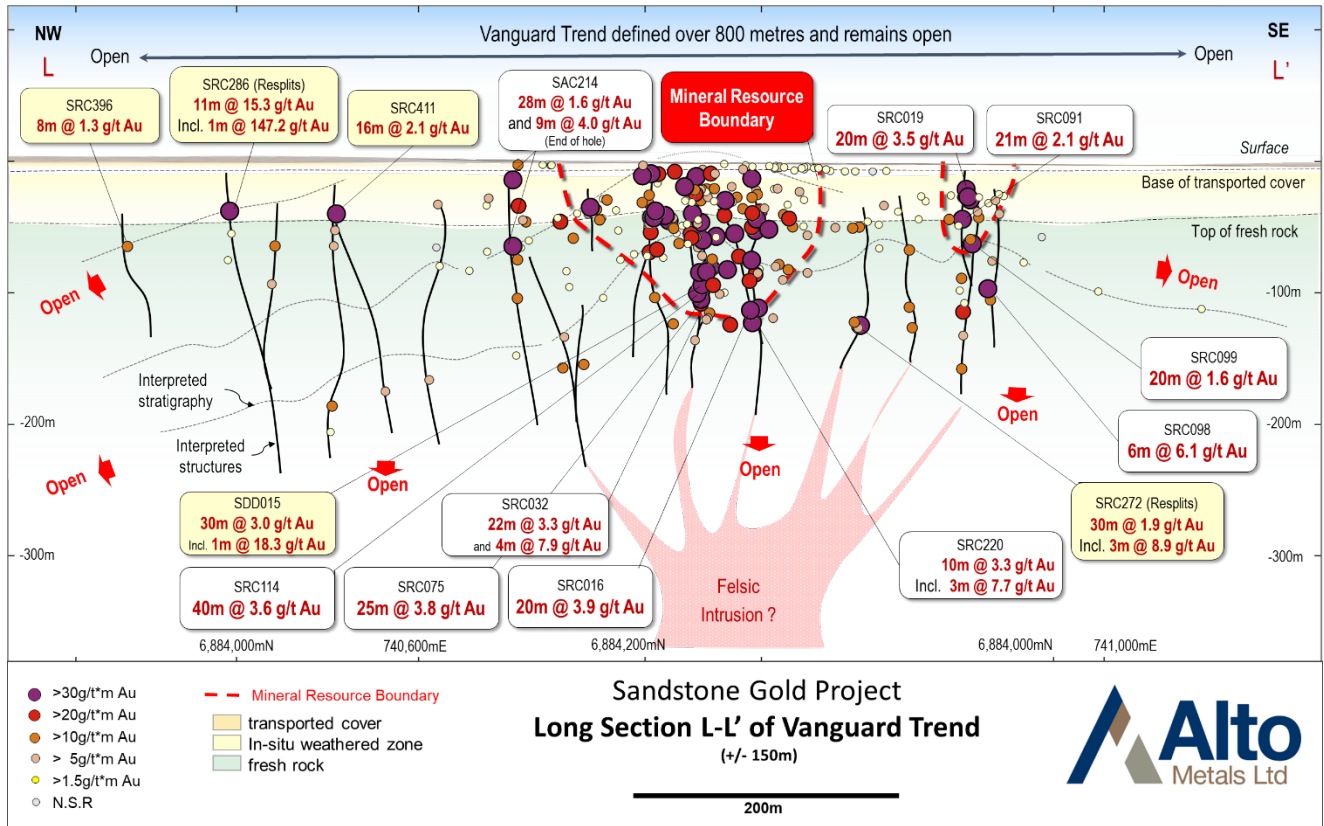 NW
Vanguard Trend defined over 800 metres and remains open
SE
Open
Open
L
L'
SRC396
8m @ 1.3 g/t Au
SRC286 (Resplits)
11m @ 15.3 g/t Au
Incl. 1m @ 147.2 g/t Au
SRC411
16m @ 2.1 g/t Au
SAC214
28m @ 1.6 g/t Au
and 9m @ 4.0 g/t Au
(End of hole)
Mineral Resource
Boundary
SRC019
20m @ 3.5 g/t Au
SRC091
21m @ 2.1 g/t Au
Surface
Base of transported cover
Top of fresh rock
Open
Open
-100m
-100m
SRC099
20m @ 1.6 g/t Au
Interpreted
stratigraphy
Open
-200m
-200m
Interpreted
structures
SRC098
6m @ 6.1 g/t Au
Open
Open
Open
SDD015
30m @ 3.0 g/t Au
Incl. 1m @ 18.3 g/t Au
SRC032
22m @ 3.3 g/t Au
and 4m @ 7.9 g/t Au
SRC272 (Resplits)
30m @ 1.9 g/t Au
Incl. 3m @ 8.9 g/t Au
-300m
-300m
SRC220
10m @ 3.3 g/t Au
Incl. 3m @ 7.7 g/t Au
SRC114
40m @ 3.6 g/t Au
SRC075
25m @ 3.8 g/t Au
SRC016
20m @ 3.9 g/t Au
Felsic
Intrusion ?
6,884,000mN
740,600mE
6,884,200mN
6,884,000mN
741,000mE
>30g/t*m Au
>20g/t*m Au
>10g/t*m Au
> 5g/t*m Au
>1.5g/t*m Au
N.S.R
Mineral Resource Boundary
transported cover
In-situ weathered zone
fresh rock
Sandstone Gold Project
Long Section L-L' of Vanguard Trend
(+/- 150m)
200m
Alto
Metals Ltd